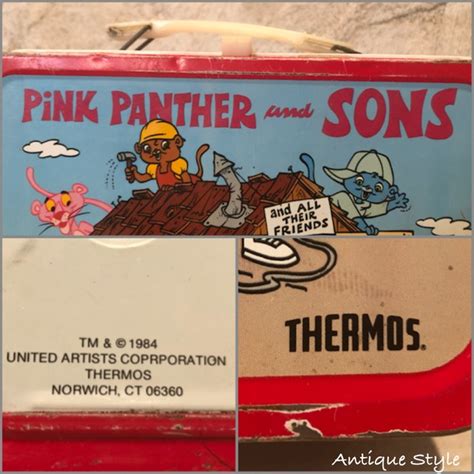 PINK PANTHER and SONS
and ALL
THEIR
FRIENDS
TM & © 1984
UNITED ARTISTS COPRPORATION
THERMOS
NORWICH, CT 06360
THERMOS.
Antique Style